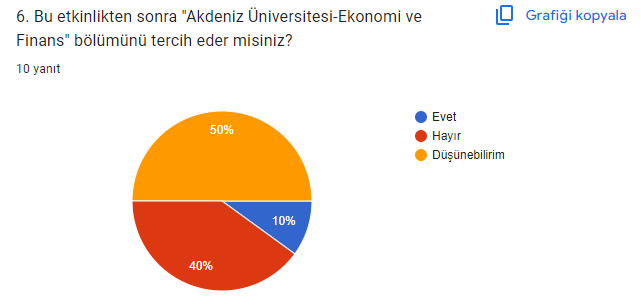 6. Bu etkinlikten sonra "Akdeniz Üniversitesi-Ekonomi ve
Finans" bölümünü tercih eder misiniz?
Grafiği kopyala
10 yanıt
50%
10%
40%
Evet
Hayır
Düşünebilirim